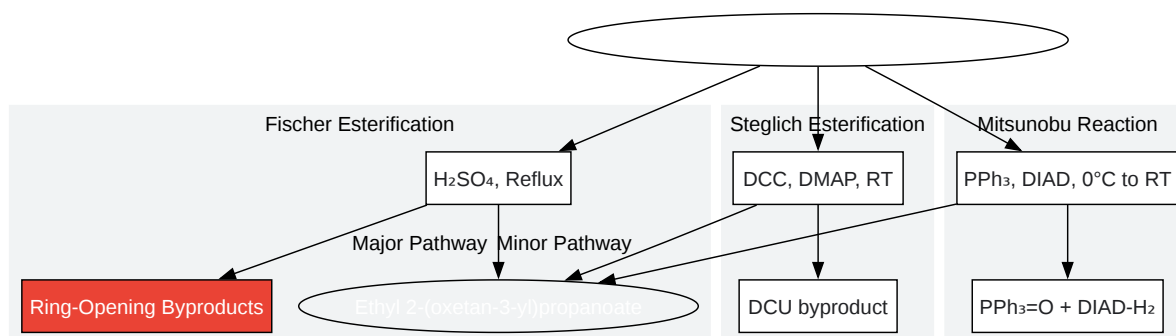 Fischer Esterification
Steglich Esterification
Mitsunobu Reaction
H₂SO₄, Reflux
DCC, DMAP, RT
PPh₃, DIAD, 0°C to RT
Major Pathway
Minor Pathway
Ring-Opening Byproducts
Ethyl 2-(oxetan-3-yl)propanoate
DCU byproduct
PPh₃=O + DIAD-H₂